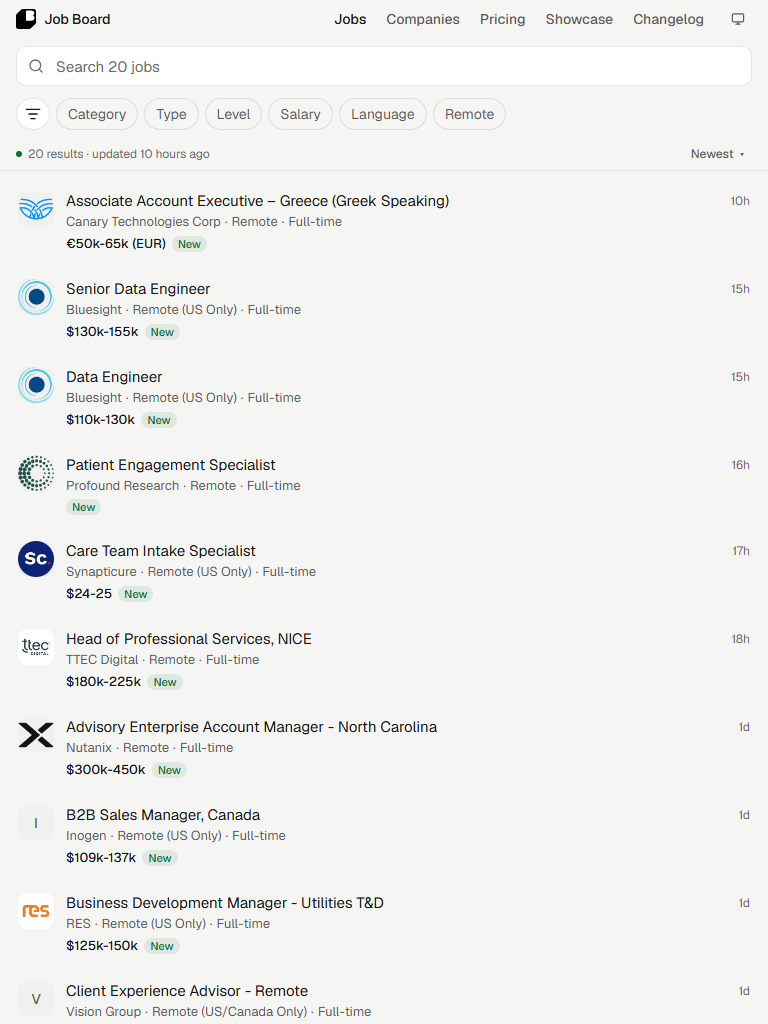 Job Board
Jobs Companies Pricing Showcase Changelog
Search 20 jobs
Category Type Level Salary Language Remote
20 results · updated 10 hours ago Newest
Associate Account Executive – Greece (Greek Speaking) 10h
Canary Technologies Corp · Remote · Full-time
€50k-65k (EUR) New
Senior Data Engineer 15h
Bluesight · Remote (US Only) · Full-time
$130k-155k New
Data Engineer 15h
Bluesight · Remote (US Only) · Full-time
$110k-130k New
Patient Engagement Specialist 16h
Profound Research · Remote · Full-time
New
Sc.
Care Team Intake Specialist 17h
Synapticure · Remote (US Only) · Full-time
$24-25 New
ttec DIGITAL
Head of Professional Services, NICE 18h
TTEC Digital · Remote · Full-time
$180k-225k New
Advisory Enterprise Account Manager - North Carolina 1d
Nutanix · Remote · Full-time
$300k-450k New
I
B2B Sales Manager, Canada 1d
Inogen · Remote (US Only) · Full-time
$109k-137k New
res
Business Development Manager - Utilities T&D 1d
RES · Remote (US Only) · Full-time
$125k-150k New
V
Client Experience Advisor - Remote 1d
Vision Group · Remote (US/Canada Only) · Full-time